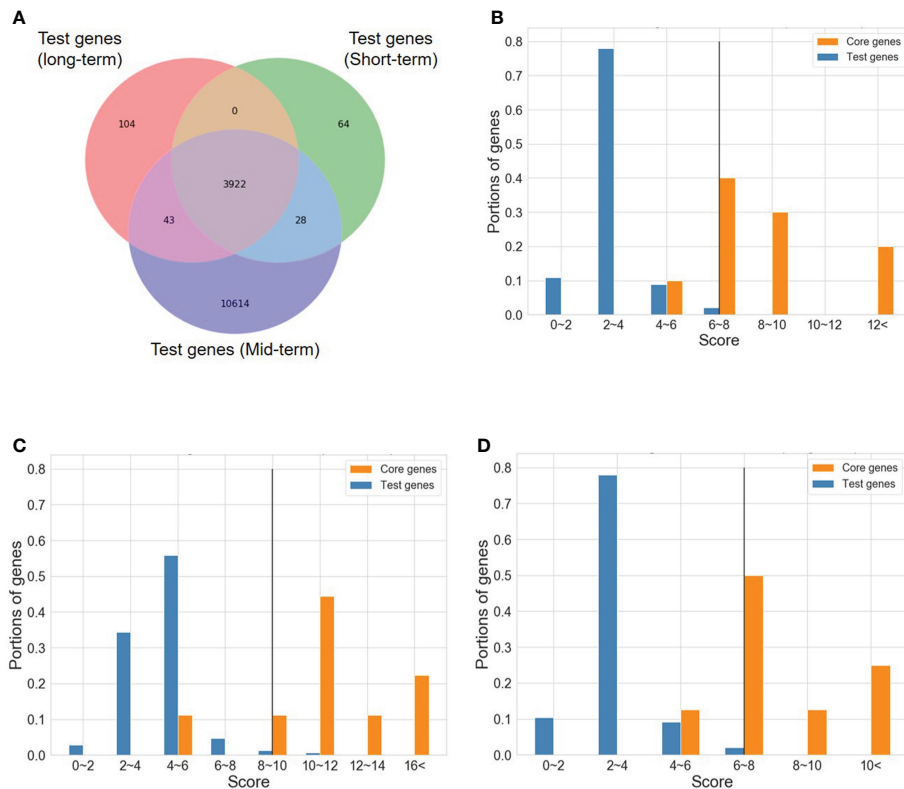 A
Test genes
(long-term)
Test genes
(Short-term)
104
0
64
3922
43
28
10614
Test genes (Mid-term)
B
0.8
0.7
0.6
0.5
0.4
0.3
0.2
0.1
0.0
Portions of genes
Core genes
Test genes
0~2
2~4
4~6
6~8
8~10
10~12
12<
Score
C
0.8
0.7
0.6
0.5
0.4
0.3
0.2
0.1
0.0
Portions of genes
Core genes
Test genes
0~2
2~4
4~6
6~8
8~10
10~12
12~14
16<
Score
D
0.8
0.7
0.6
0.5
0.4
0.3
0.2
0.1
0.0
Portions of genes
Core genes
Test genes
0~2
2~4
4~6
6~8
8~10
10<
Score